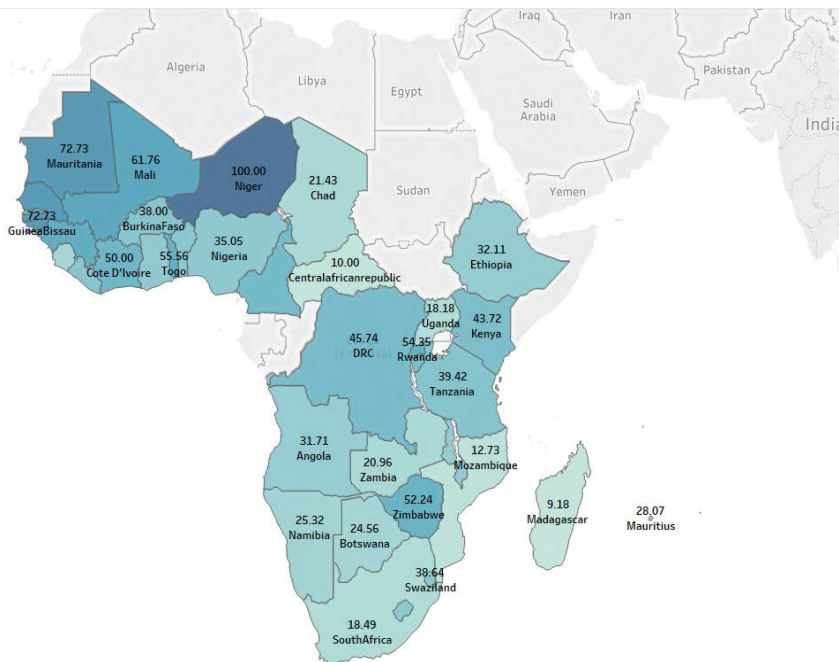 Iraq
Iran
Algeria
Libya
Egypt
Pakistan
Saudi
Arabia
India
72.73
Mauritania
61.76
Mali
100.00
Niger
21.43
Chad
Sudan
Yemen
72.73
GuineaBissau
38.00
BurkinaFaso
50.00
Cote D'Ivoire
55.56
Togo
35.05
Nigeria
10.00
Centralafricanrepublic
32.11
Ethiopia
18.18
Uganda
43.72
Kenya
45.74
DRC
54.35
Rwanda
39.42
Tanzania
31.71
Angola
20.96
Zambia
12.73
Mozambique
52.24
Zimbabwe
9.18
Madagascar
28.07
Mauritius
25.32
Namibia
24.56
Botswana
38.64
Swaziland
18.49
SouthAfrica